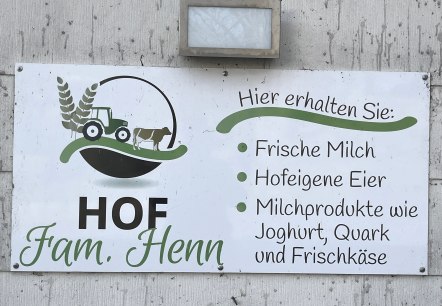 HOF
Fam. Henn
Hier erhalten Sie:
• Frische Milch
• Hofeigene Eier
• Milchprodukte wie
Joghurt, Quark
und Frischkäse